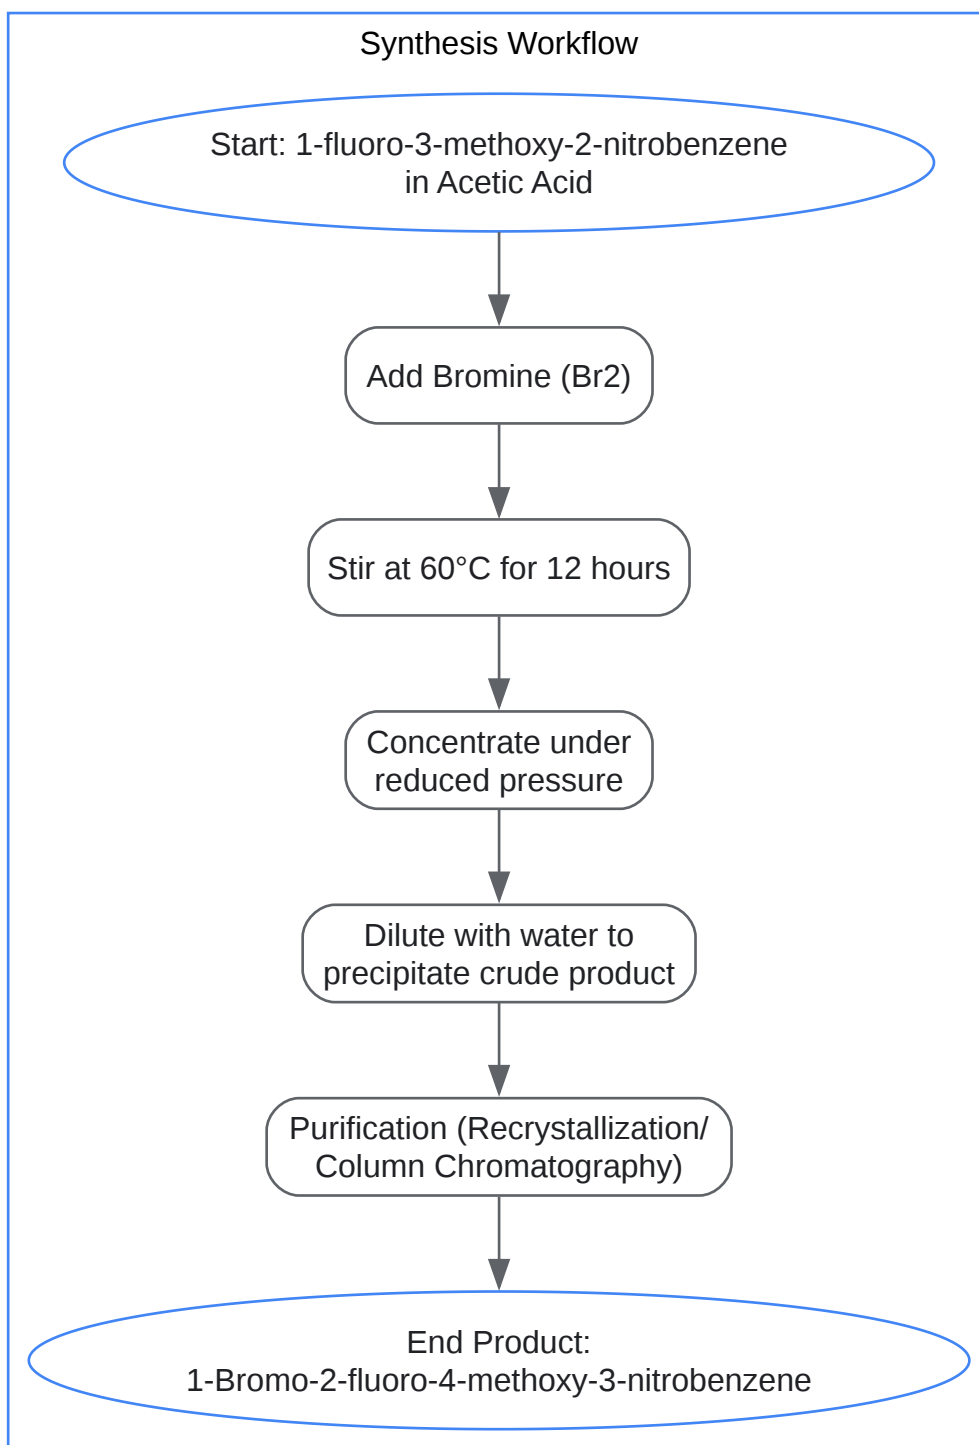 Synthesis Workflow
Start: 1-fluoro-3-methoxy-2-nitrobenzene
in Acetic Acid
Add Bromine (Br2)
Stir at 60°C for 12 hours
Concentrate under
reduced pressure
Dilute with water to
precipitate crude product
Purification (Recrystallization/
Column Chromatography)
End Product:
1-Bromo-2-fluoro-4-methoxy-3-nitrobenzene